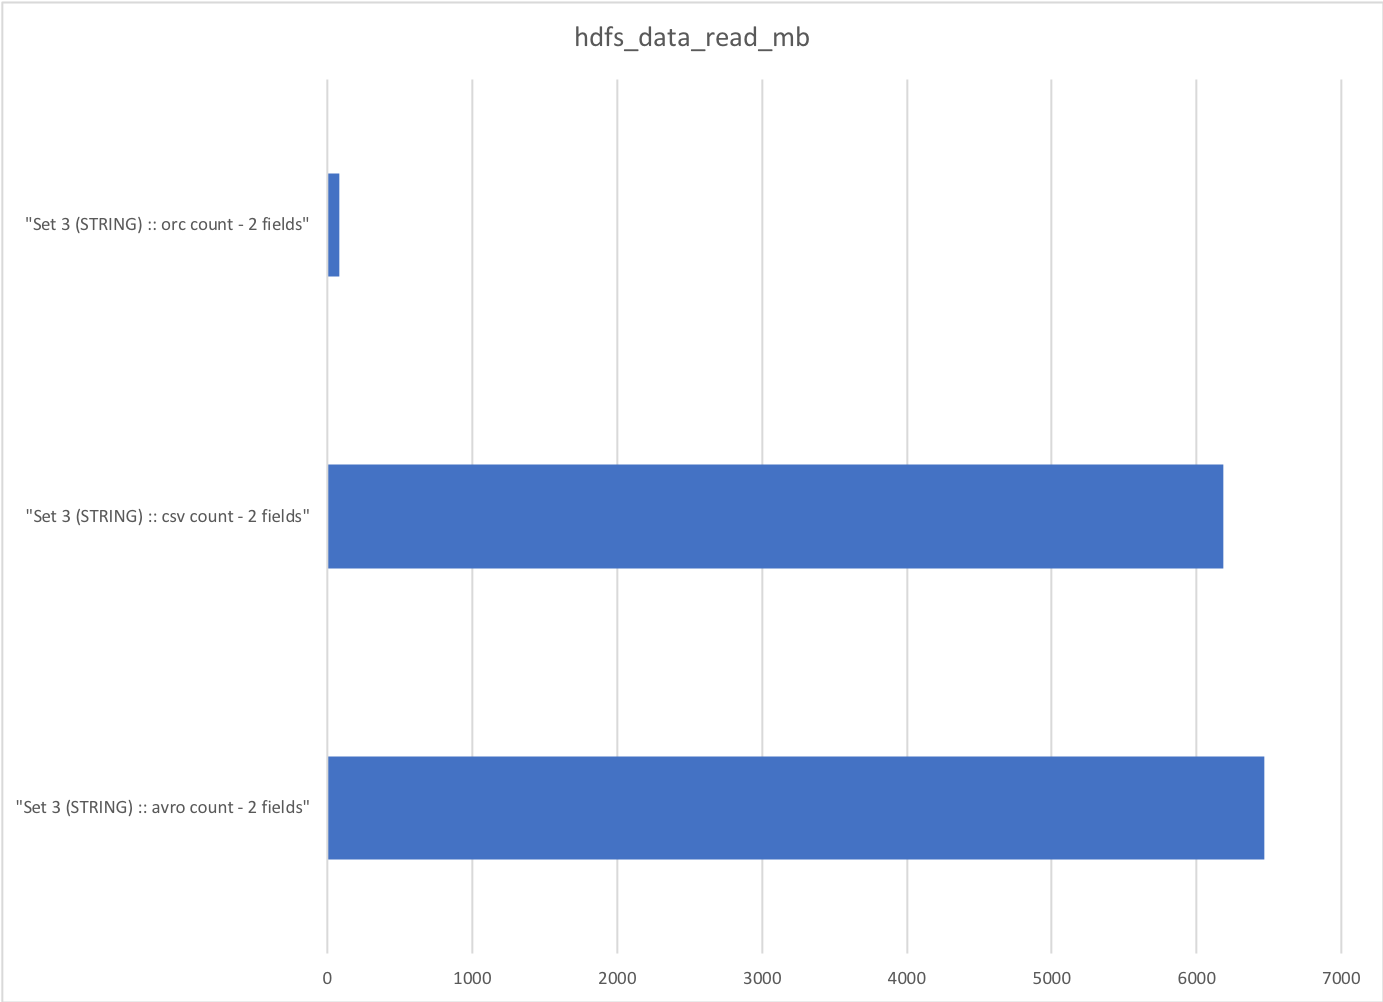 hdfs_data_read_mb
"Set 3 (STRING) :: orc count - 2 fields"
"Set 3 (STRING) :: csv count - 2 fields"
"Set 3 (STRING) :: avro count - 2 fields"
0 1000 2000 3000 4000 5000 6000 7000